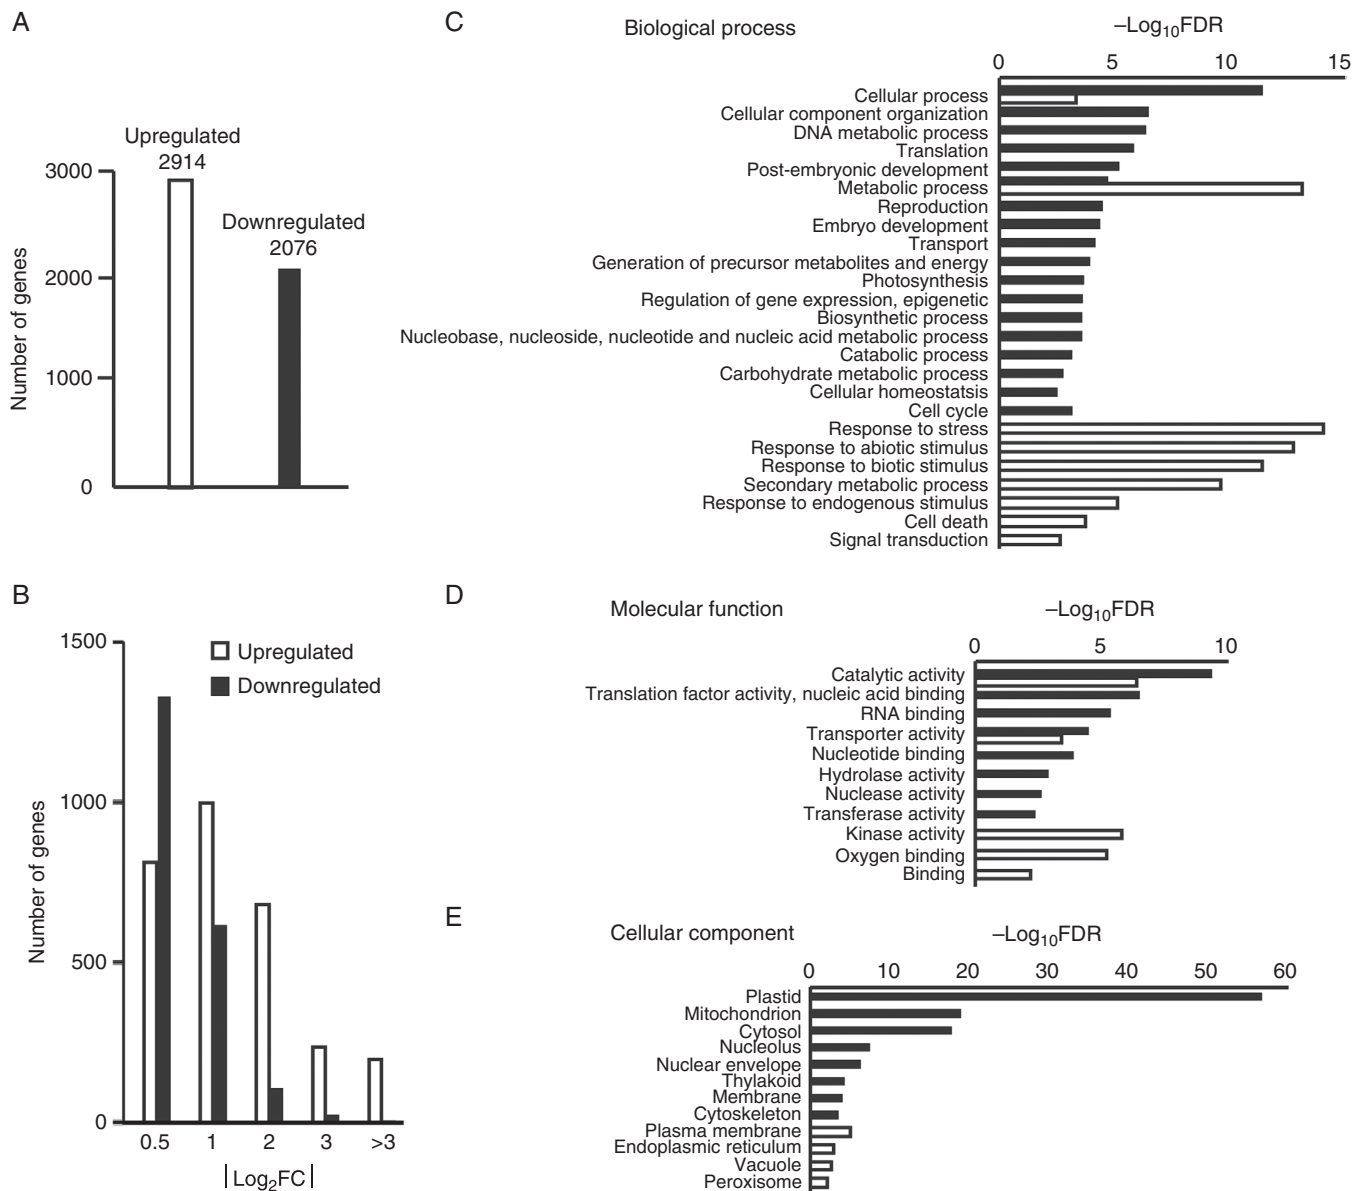 A
Upregulated
2914
Downregulated
2076
3000
2000
1000
0
Number of genes
B
1500
1000
500
0
Number of genes
Upregulated
Downregulated
0.5 1 2 3 >3
|Log₂FC|
C
Biological process
–Log₁₀FDR
0 5 10 15
Cellular process
Cellular component organization
DNA metabolic process
Translation
Post-embryonic development
Metabolic process
Reproduction
Embryo development
Transport
Generation of precursor metabolites and energy
Photosynthesis
Regulation of gene expression, epigenetic
Biosynthetic process
Nucleobase, nucleoside, nucleotide and nucleic acid metabolic process
Catabolic process
Carbohydrate metabolic process
Cellular homeostatsis
Cell cycle
Response to stress
Response to abiotic stimulus
Response to biotic stimulus
Secondary metabolic process
Response to endogenous stimulus
Cell death
Signal transduction
D
Molecular function
–Log₁₀FDR
0 5 10
Catalytic activity
Translation factor activity, nucleic acid binding
RNA binding
Transporter activity
Nucleotide binding
Hydrolase activity
Nuclease activity
Transferase activity
Kinase activity
Oxygen binding
Binding
E
Cellular component
–Log₁₀FDR
0 10 20 30 40 50 60
Plastid
Mitochondrion
Cytosol
Nucleolus
Nuclear envelope
Thylakoid
Membrane
Cytoskeleton
Plasma membrane
Endoplasmic reticulum
Vacuole
Peroxisome